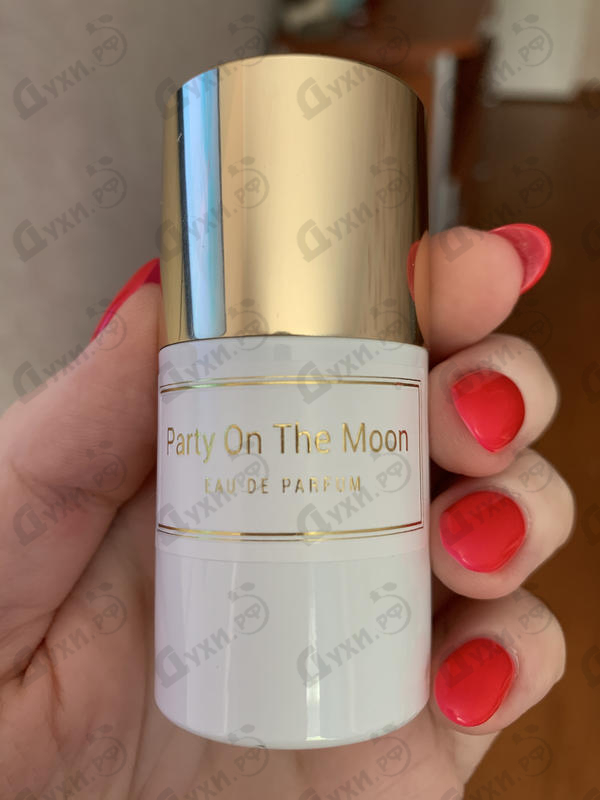 Party On The Moon
EAU DE PARFUM
Духи.РФ